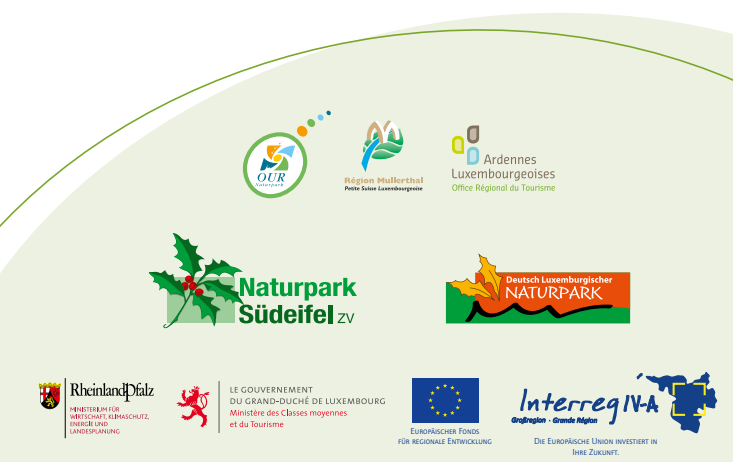 OUR
Naturpark
Région Mullerthal
Petite Suisse Luxembourgeoise
Ardennes
Luxembourgeoises
Office Régional du Tourisme
Naturpark
Südeifel ZV
Deutsch Luxemburgischer
NATURPARK
RheinlandPfalz
MINISTERIUM FÜR
WIRTSCHAFT, KLIMASCHUTZ,
ENERGIE UND
LANDESPLANUNG
LE GOUVERNEMENT
DU GRAND-DUCHÉ DE LUXEMBOURG
Ministère des Classes moyennes
et du Tourisme
EUROPÄISCHER FONDS
FÜR REGIONALE ENTWICKLUNG
Interreg IV-A
Großregion · Grande Région
DIE EUROPÄISCHE UNION INVESTIERT IN
IHRE ZUKUNFT.